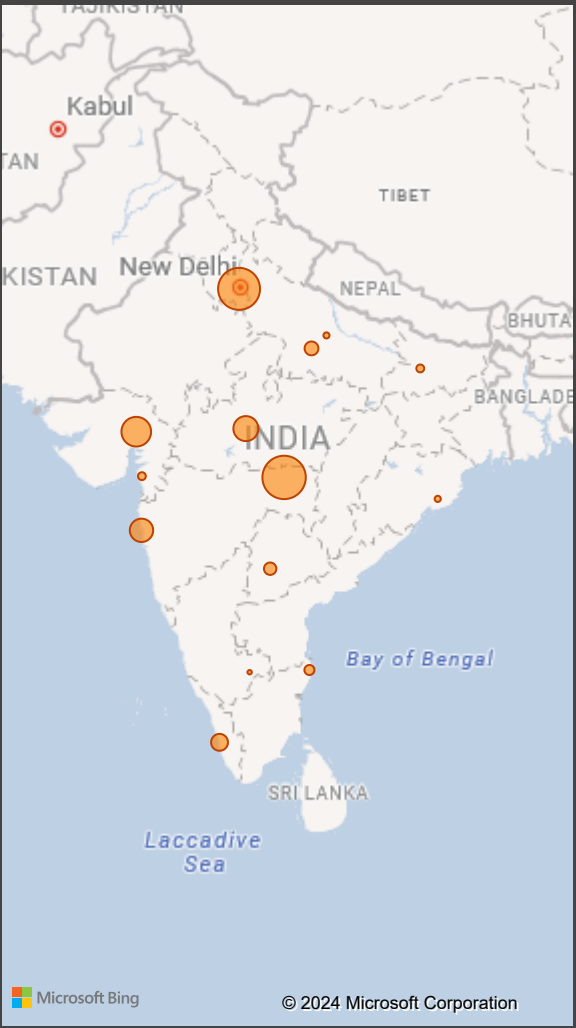 TAJIKISTAN
Kabul
TAN
TIBET
New Delhi
KISTAN
NEPAL
BHUTA
BANGLADE
INDIA
Bay of Bengal
SRI LANKA
Laccadive
Sea
Microsoft Bing
© 2024 Microsoft Corporation